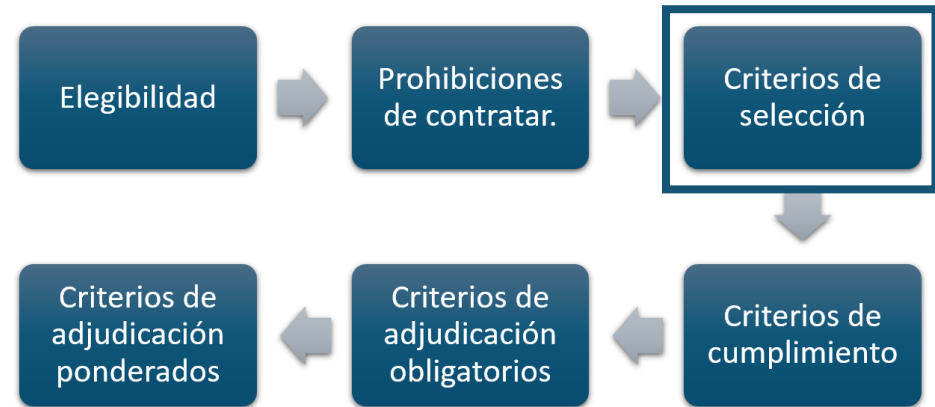 Elegibilidad
Prohibiciones
de contratar.
Criterios de
selección
Criterios de
cumplimiento
Criterios de
adjudicación
obligatorios
Criterios de
adjudicación
ponderados